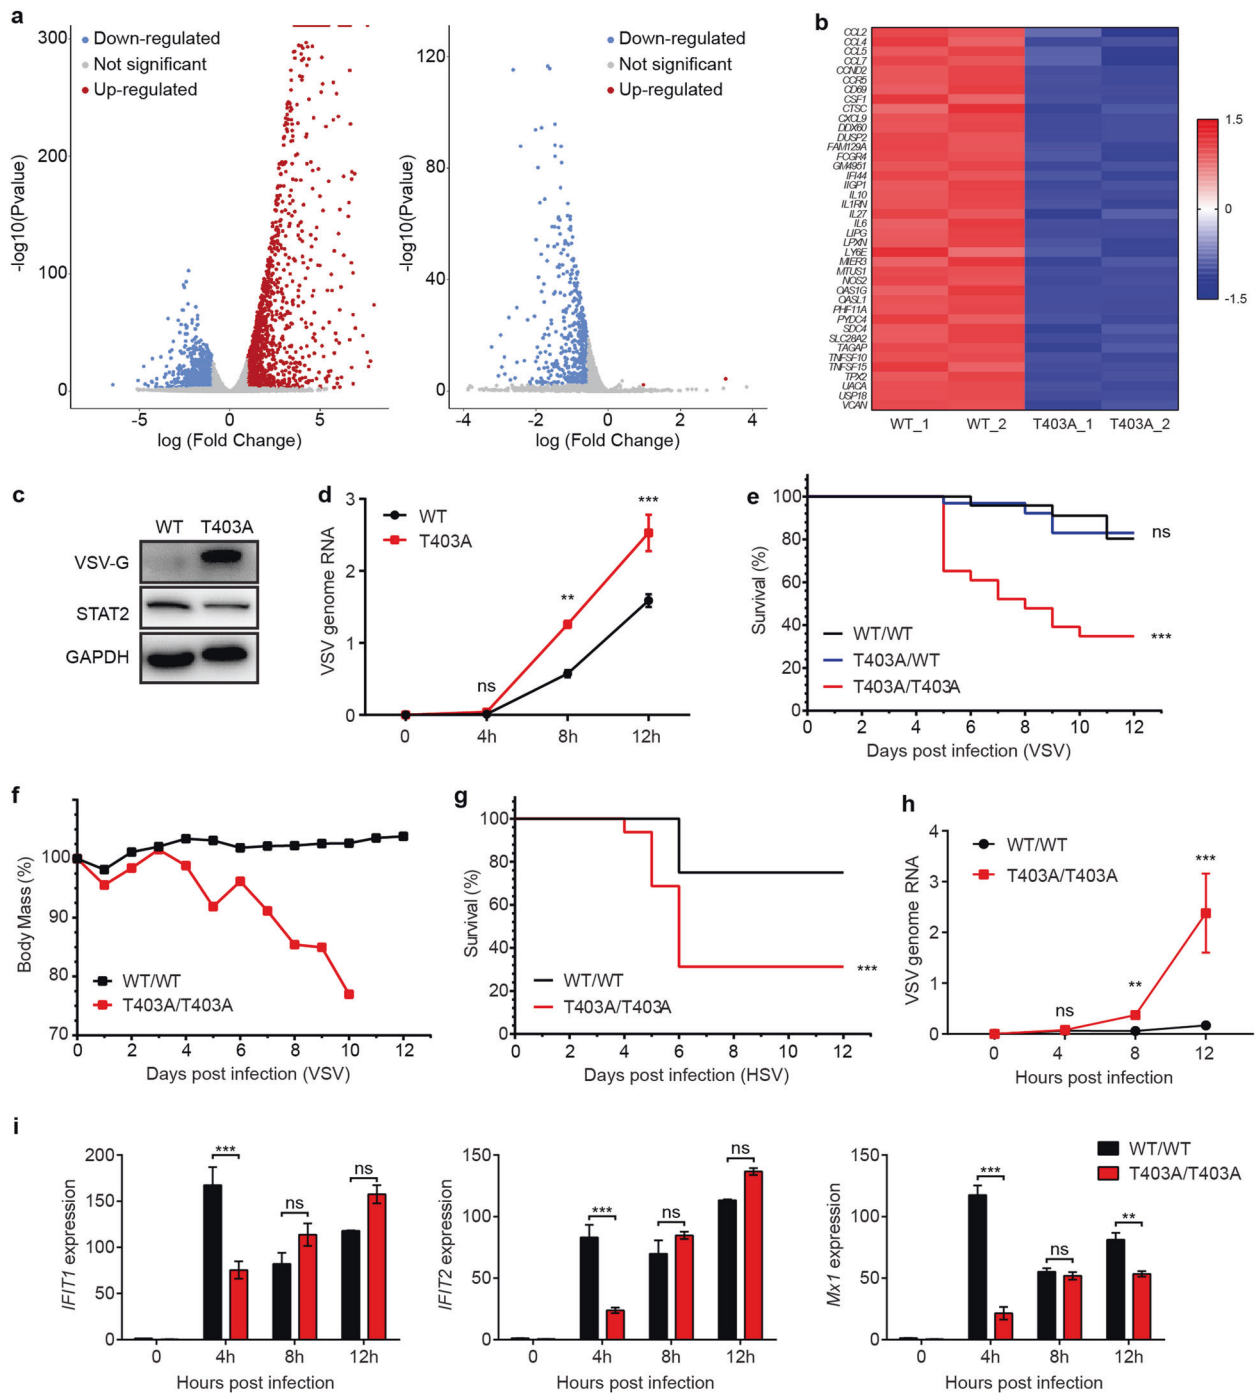 a
300
200
100
0
-log10(Pvalue)
Down-regulated
Not significant
Up-regulated
-5
0
5
log (Fold Change)
120
80
40
0
-log10(Pvalue)
Down-regulated
Not significant
Up-regulated
-4
-2
0
2
4
log (Fold Change)
b
CCL2
CCL4
CCL5
CCL7
CCND2
CCR5
CD69
CSF1
CTSC
CXCL9
DDX60
DUSP2
FAM129A
FCGR4
GM4951
IFI44
IIGP1
IL10
IL1RN
IL27
IL6
LIPG
LPXN
LY6E
MIER3
MTUS1
NOS2
OAS1G
OASL1
PHF11A
PYDC4
SDC4
SLC28A2
TAGAP
TNFSF10
TNFSF15
TPX2
UACA
USP18
VCAN
WT_1 WT_2 T403A_1 T403A_2
1.5
0
-1.5
c
WT T403A
VSV-G
STAT2
GAPDH
d
3
2
1
0
VSV genome RNA
WT
T403A
ns
**
***
0 4h 8h 12h
e
100
80
60
40
20
0
Survival (%)
WT/WT
T403A/WT
T403A/T403A
ns
***
0 2 4 6 8 10 12
Days post infection (VSV)
f
100
90
80
70
Body Mass (%)
WT/WT
T403A/T403A
0 2 4 6 8 10 12
Days post infection (VSV)
g
100
80
60
40
20
0
Survival (%)
WT/WT
T403A/T403A
***
0 2 4 6 8 10 12
Days post infection (HSV)
h
4
3
2
1
0
VSV genome RNA
WT/WT
T403A/T403A
ns
**
***
0 4 8 12
Hours post infection
i
200
150
100
50
0
IFIT1 expression
***
ns
ns
0 4h 8h 12h
Hours post infection
150
100
50
0
IFIT2 expression
***
ns
ns
0 4h 8h 12h
Hours post infection
150
100
50
0
Mx1 expression
***
ns
**
WT/WT
T403A/T403A
0 4h 8h 12h
Hours post infection